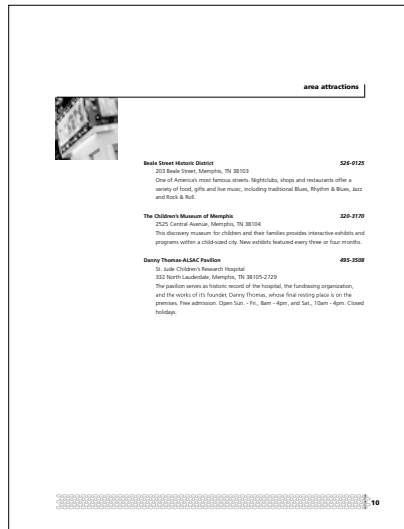 area attractions
Beale Street Historic District 526-0125
203 Beale Street, Memphis, TN 38103
One of America's most famous streets. Nightclubs, shops and restaurants offer a
variety of food, gifts and live music, including traditional Blues, Rhythm & Blues, Jazz
and Rock & Roll.
The Children's Museum of Memphis 320-3170
2525 Central Avenue, Memphis, TN 38104
This discovery museum for children and their families provides interactive exhibits and
programs within a child-sized city. New exhibits featured every three or four months.
Danny Thomas-ALSAC Pavilion 495-3508
St. Jude Children's Research Hospital
332 North Lauderdale, Memphis, TN 38105-2729
The pavilion serves as historic record of the hospital, the fundraising organization,
and the works of it's founder, Danny Thomas, whose final resting place is on the
premises. Free admission. Open Sun. - Fri., 8am - 4pm, and Sat., 10am - 4pm. Closed
holidays.
10